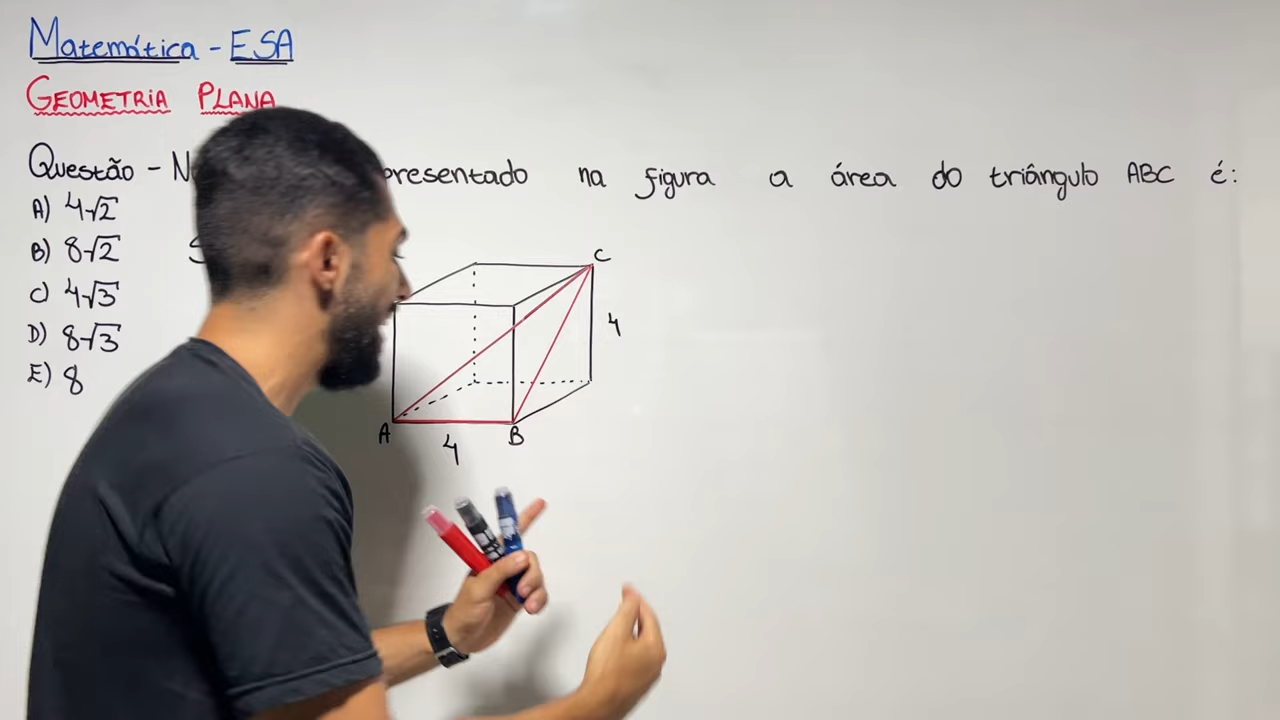 Matemática - ESA
GEOMETRIA PLANA
Questão - na figura a área do triângulo ABC é:
A) 4√2
B) 8√2
C) 4√3
D) 8√3
E) 8
C
4
A
B
4